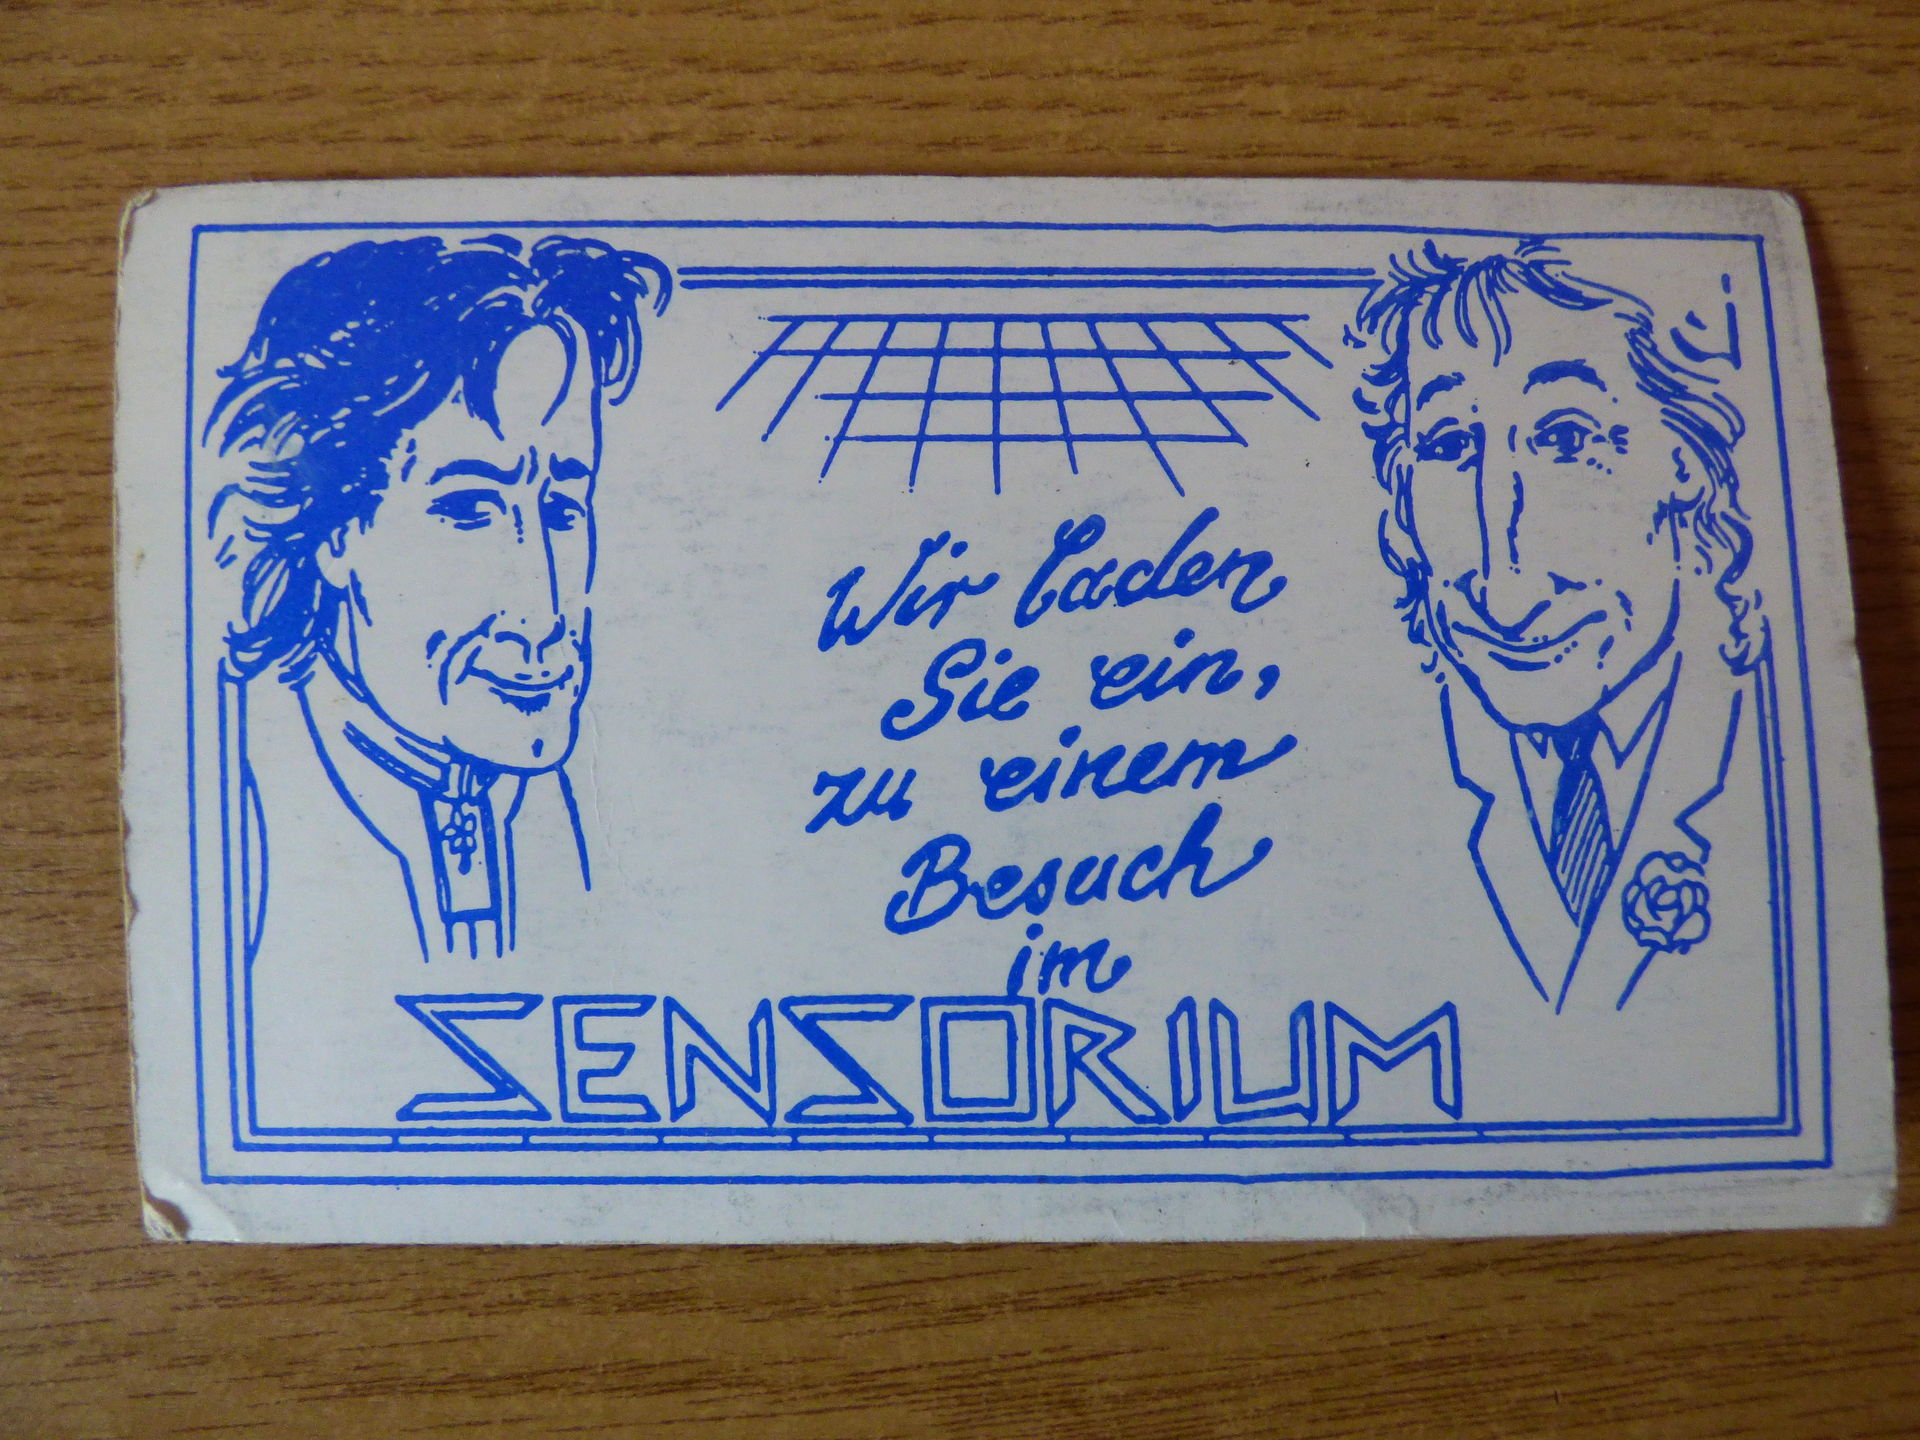 Wir laden
Sie ein,
zu einem
Besuch
im
SENSORIUM